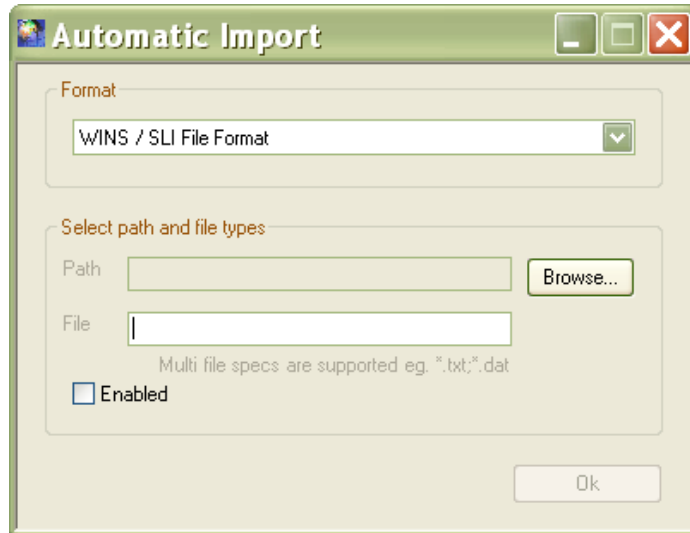 Automatic Import
Format
WINS / SLI File Format
Select path and file types
Path
Browse...
File
Multi file specs are supported eg. *.txt;*.dat
Enabled
Ok